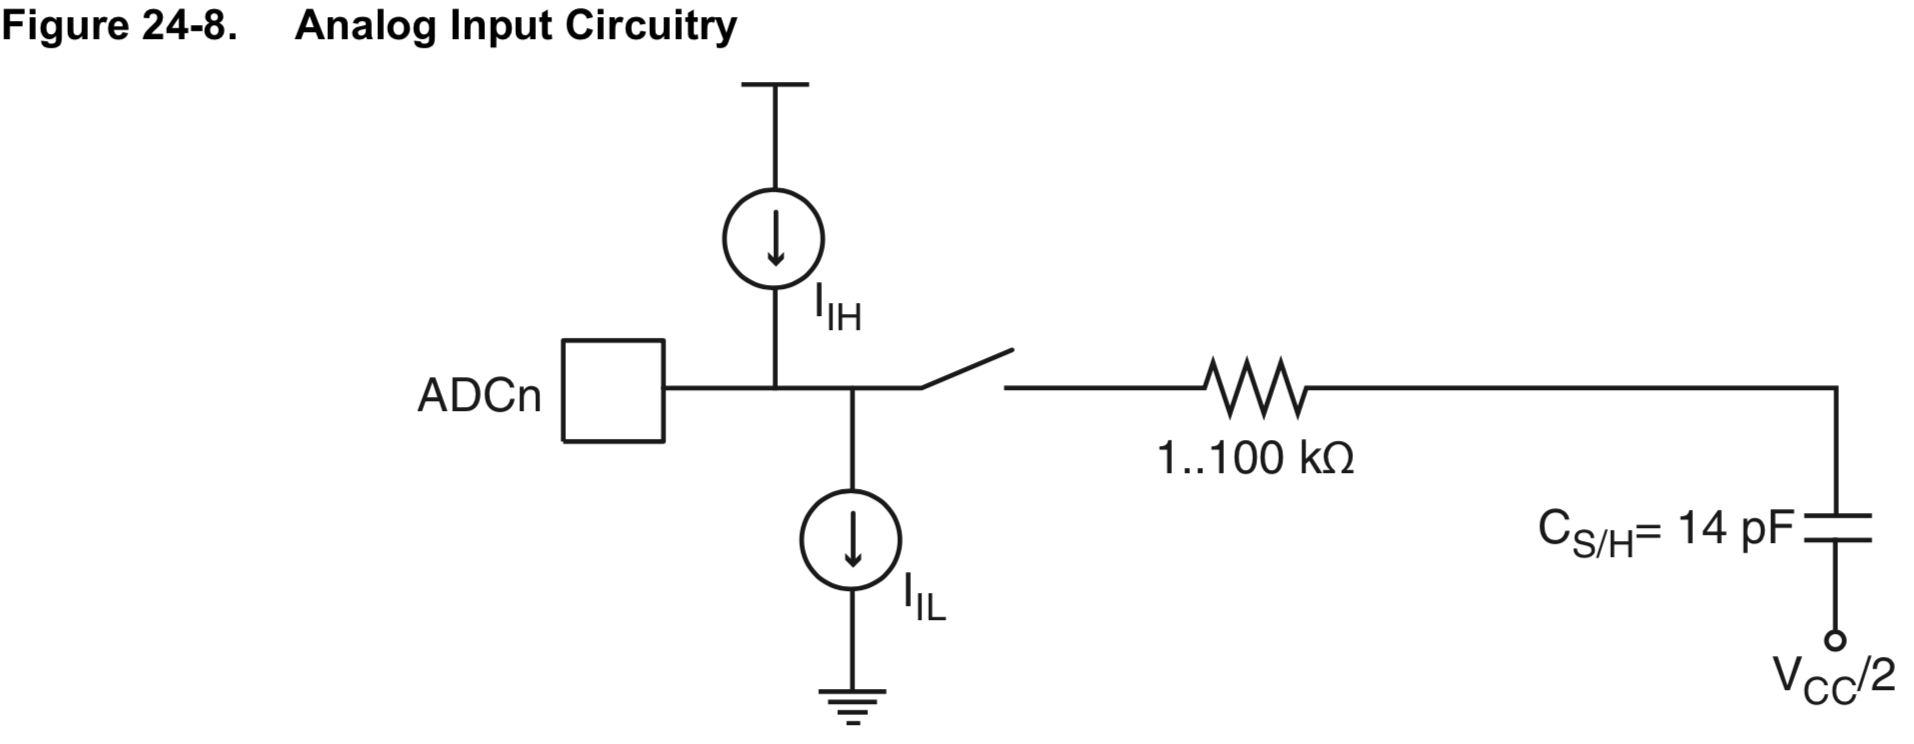 Figure 24-8. Analog Input Circuitry
IIH
ADCn
1..100 kΩ
CS/H= 14 pF
IIL
VCC/2